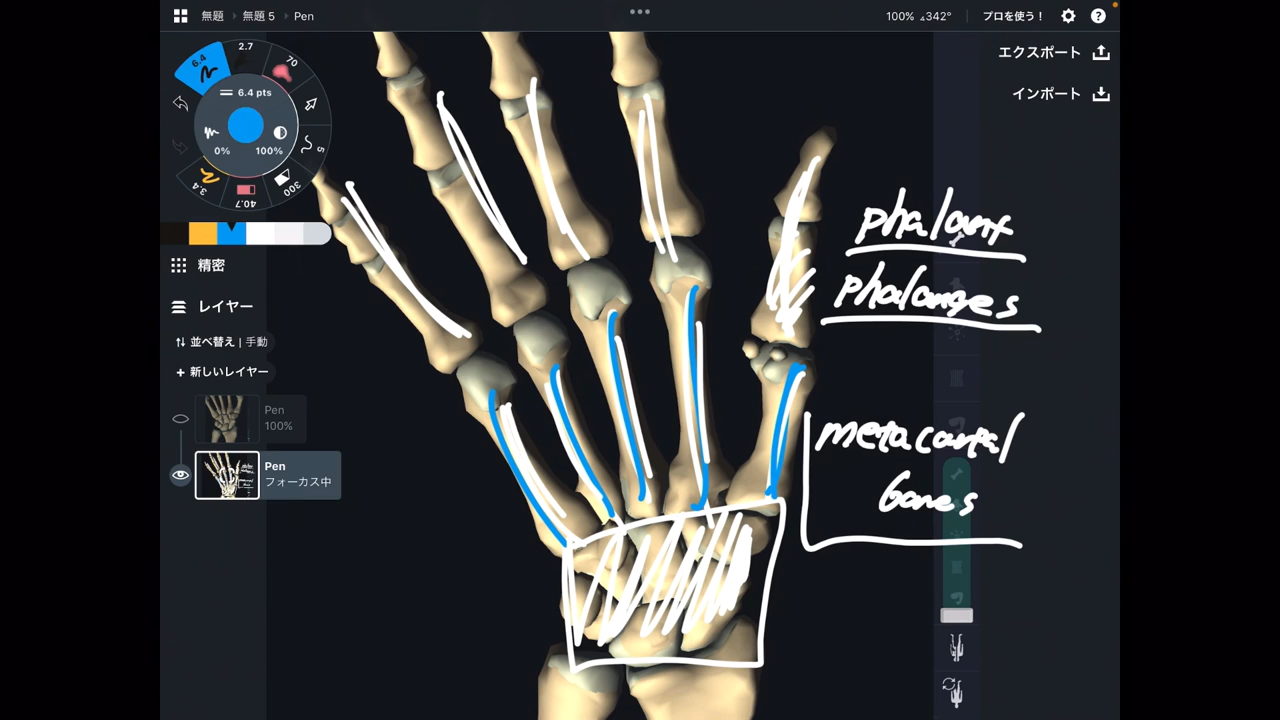 無題 › 無題 5 › Pen
100% ⦟342° プロを使う！
エクスポート
インポート
2.7
6.4
70
6.4 pts
0% 100%
5
3.4
40.7
300
精密
レイヤー
並べ替え | 手動
+ 新しいレイヤー
Pen
100%
Pen
フォーカス中
phalanx
phalanges
metacarpal
bones